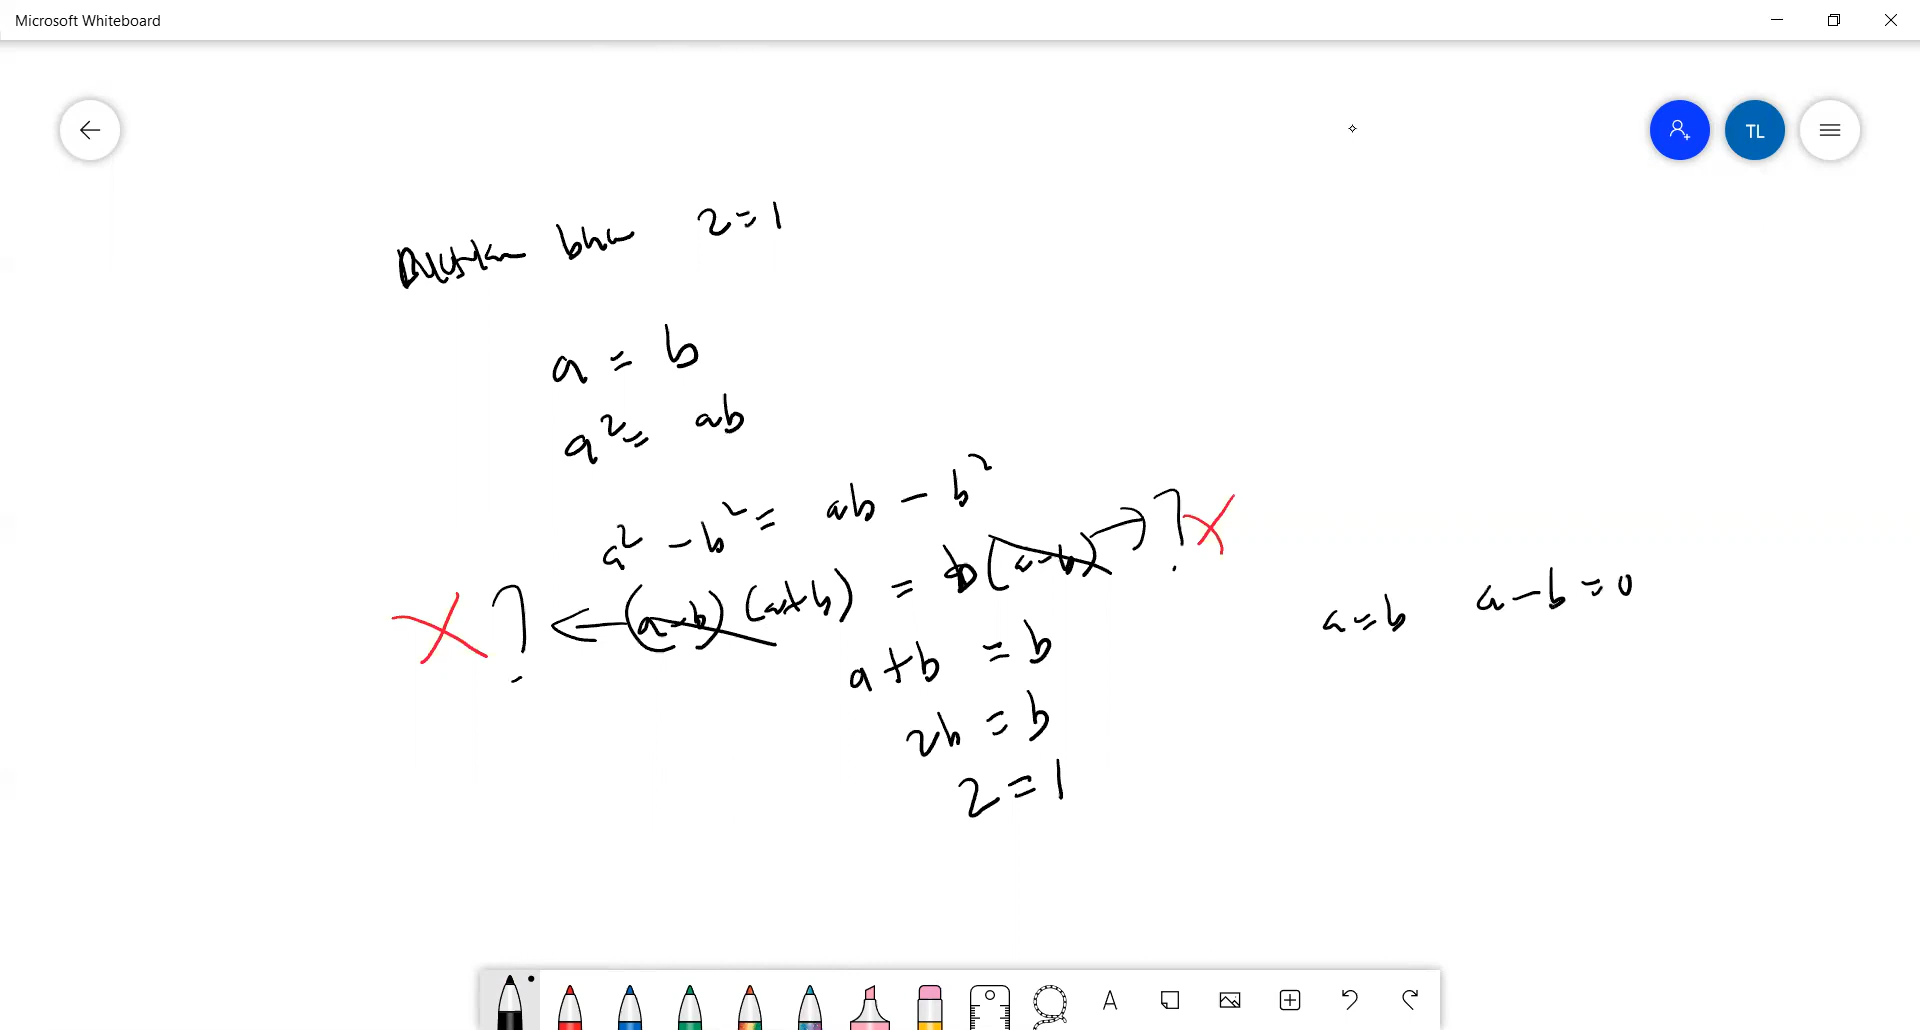 Microsoft Whiteboard
TL
2 = 1
a = b
a² = ab
a² - b² = ab - b²
? ← (a-b) (a+b) = b(a-b) → ?
a = b a - b = 0
a + b = b
2b = b
2 = 1
A